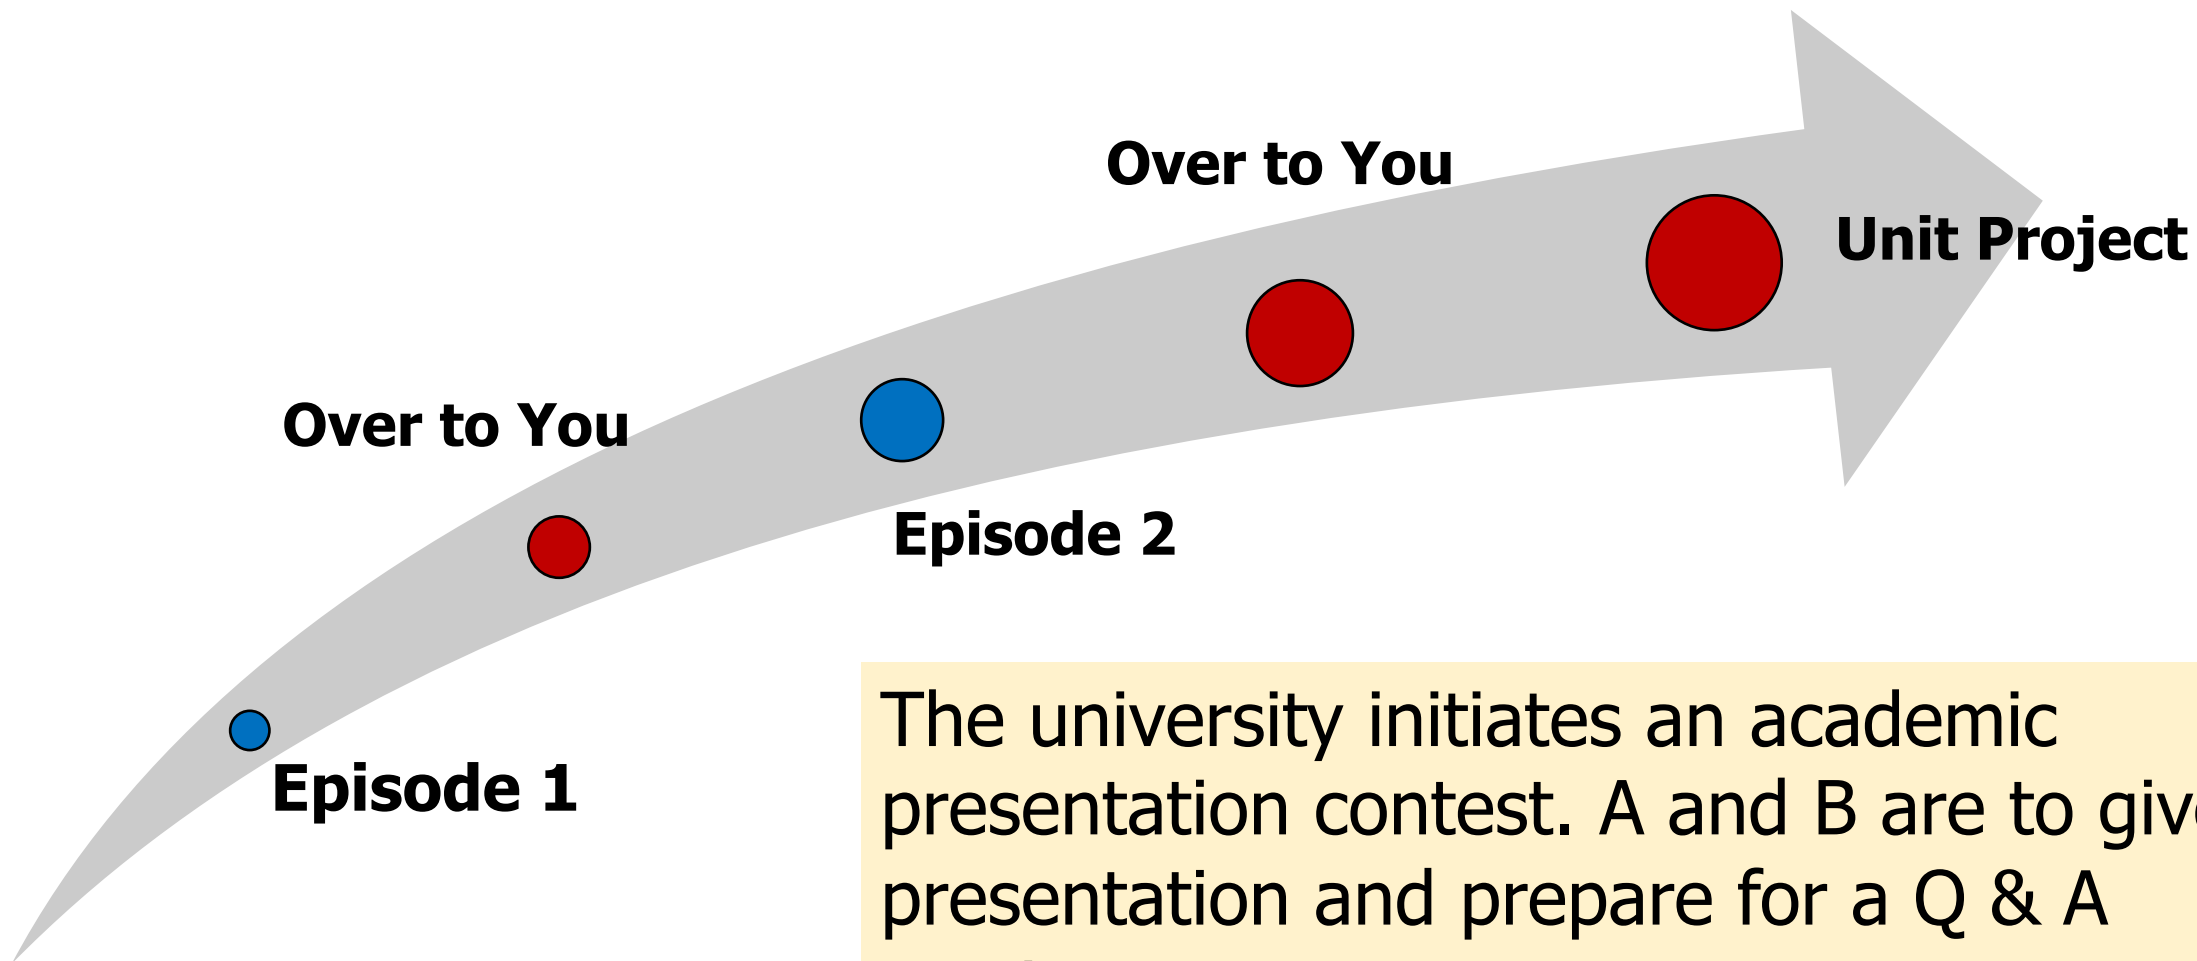 Over to You
Unit Project
Over to You
Episode 2
Episode 1
The university initiates an academic
presentation contest. A and B are to give
presentation and prepare for a Q & A